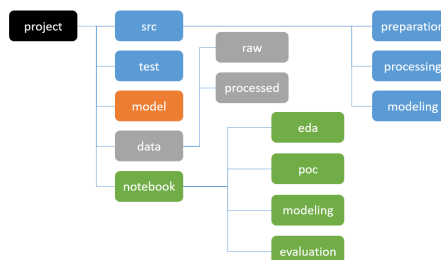 project
src
preparation
raw
test
processing
processed
model
modeling
eda
data
poc
notebook
modeling
evaluation